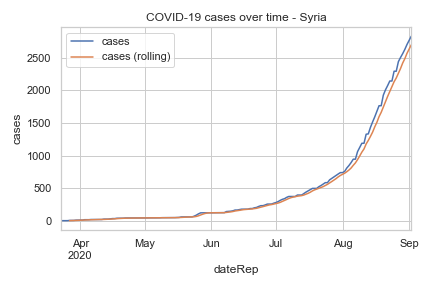 COVID-19 cases over time - Syria
cases
cases (rolling)
2500
2000
1500
1000
500
0
cases
Apr
2020
May
Jun
Jul
Aug
Sep
dateRep